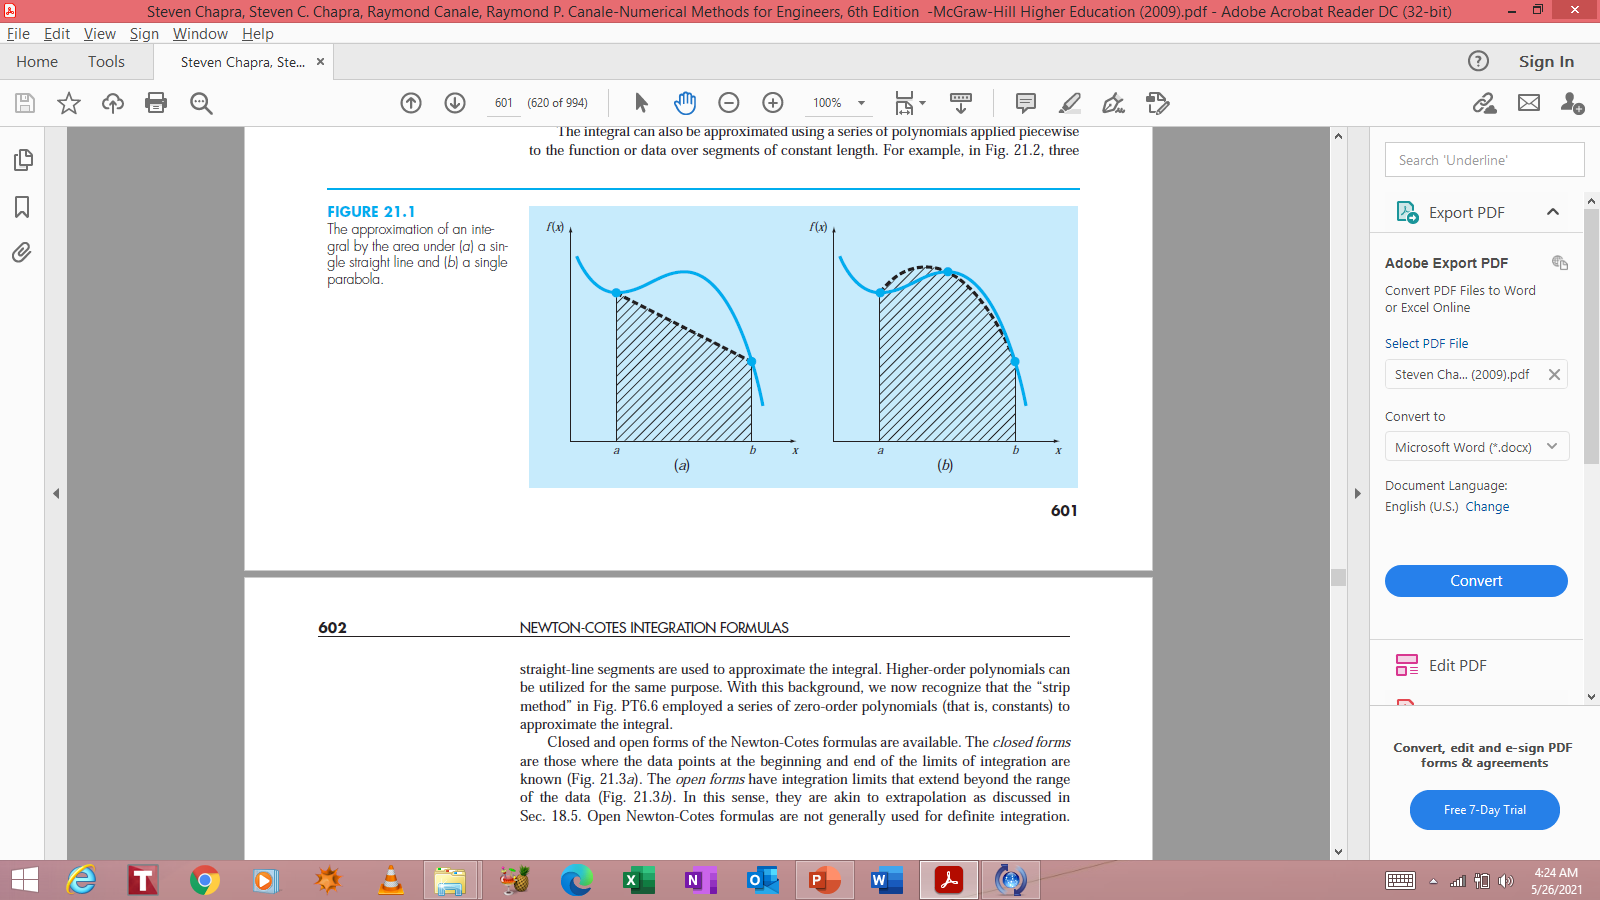 Steven Chapra, Steven C. Chapra, Raymond Canale, Raymond P. Canale-Numerical Methods for Engineers, 6th Edition -McGraw-Hill Higher Education (2009).pdf - Adobe Acrobat Reader DC (32-bit)
File Edit View Sign Window Help
Home Tools Steven Chapra, Ste... × ? Sign In
601 (620 of 994) 100%
The integral can also be approximated using a series of polynomials applied piecewise
to the function or data over segments of constant length. For example, in Fig. 21.2, three
FIGURE 21.1
The approximation of an inte-
gral by the area under (a) a sin-
gle straight line and (b) a single
parabola.
f(x) f(x)
a b x a b x
(a) (b)
601
602 NEWTON-COTES INTEGRATION FORMULAS
straight-line segments are used to approximate the integral. Higher-order polynomials can
be utilized for the same purpose. With this background, we now recognize that the “strip
method” in Fig. PT6.6 employed a series of zero-order polynomials (that is, constants) to
approximate the integral.
Closed and open forms of the Newton-Cotes formulas are available. The closed forms
are those where the data points at the beginning and end of the limits of integration are
known (Fig. 21.3a). The open forms have integration limits that extend beyond the range
of the data (Fig. 21.3b). In this sense, they are akin to extrapolation as discussed in
Sec. 18.5. Open Newton-Cotes formulas are not generally used for definite integration.
Search 'Underline'
Export PDF
Adobe Export PDF
Convert PDF Files to Word
or Excel Online
Select PDF File
Steven Cha... (2009).pdf
Convert to
Microsoft Word (*.docx)
Document Language:
English (U.S.) Change
Convert
Edit PDF
Convert, edit and e-sign PDF
forms & agreements
Free 7-Day Trial
4:24 AM
5/26/2021